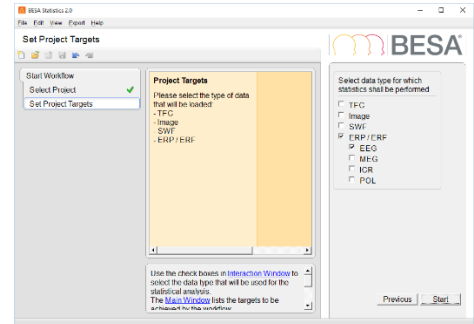 BESA Statistics 2.0
File Edit View Export Help
Set Project Targets
BESA
Start Workflow
Select Project
Set Project Targets
Project Targets
Please select the type of data
that will be loaded:
- TFC
- Image
- SWF
- ERP / ERF
Use the check boxes in Interaction Window to
select the data type that will be used for the
statistical analysis.
The Main Window lists the targets to be
achieved by the workflow.
Select data type for which
statistics shall be performed
TFC
Image
SWF
ERP / ERF
EEG
MEG
ICR
POL
Previous
Start